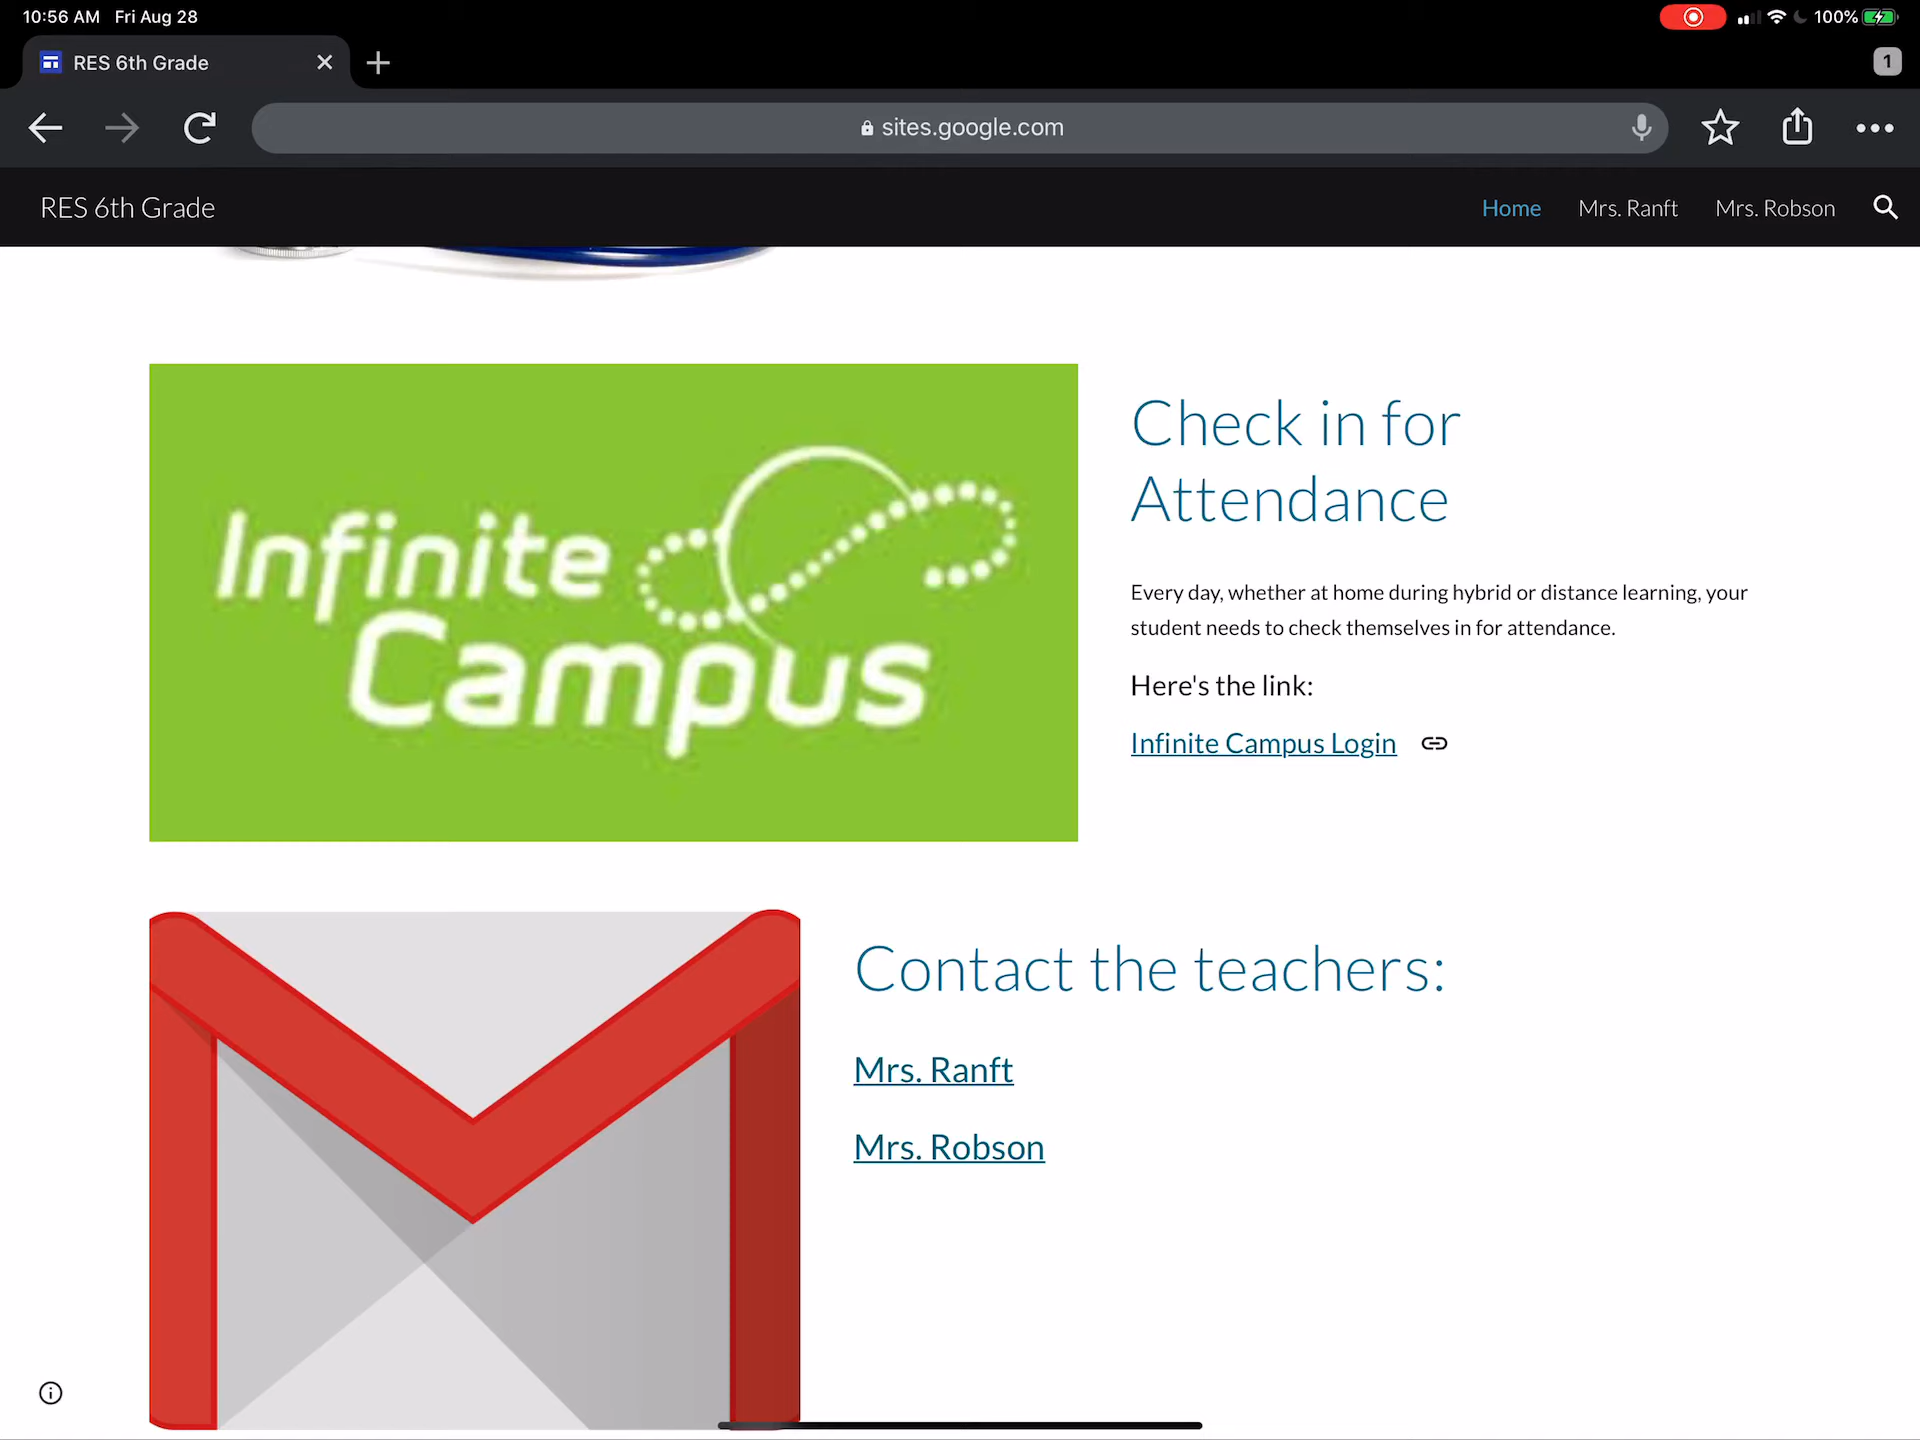 10:56 AM Fri Aug 28
100%
RES 6th Grade
1
sites.google.com
RES 6th Grade
Home Mrs. Ranft Mrs. Robson
Infinite
Campus
Check in for
Attendance
Every day, whether at home during hybrid or distance learning, your
student needs to check themselves in for attendance.
Here's the link:
Infinite Campus Login
Contact the teachers:
Mrs. Ranft
Mrs. Robson